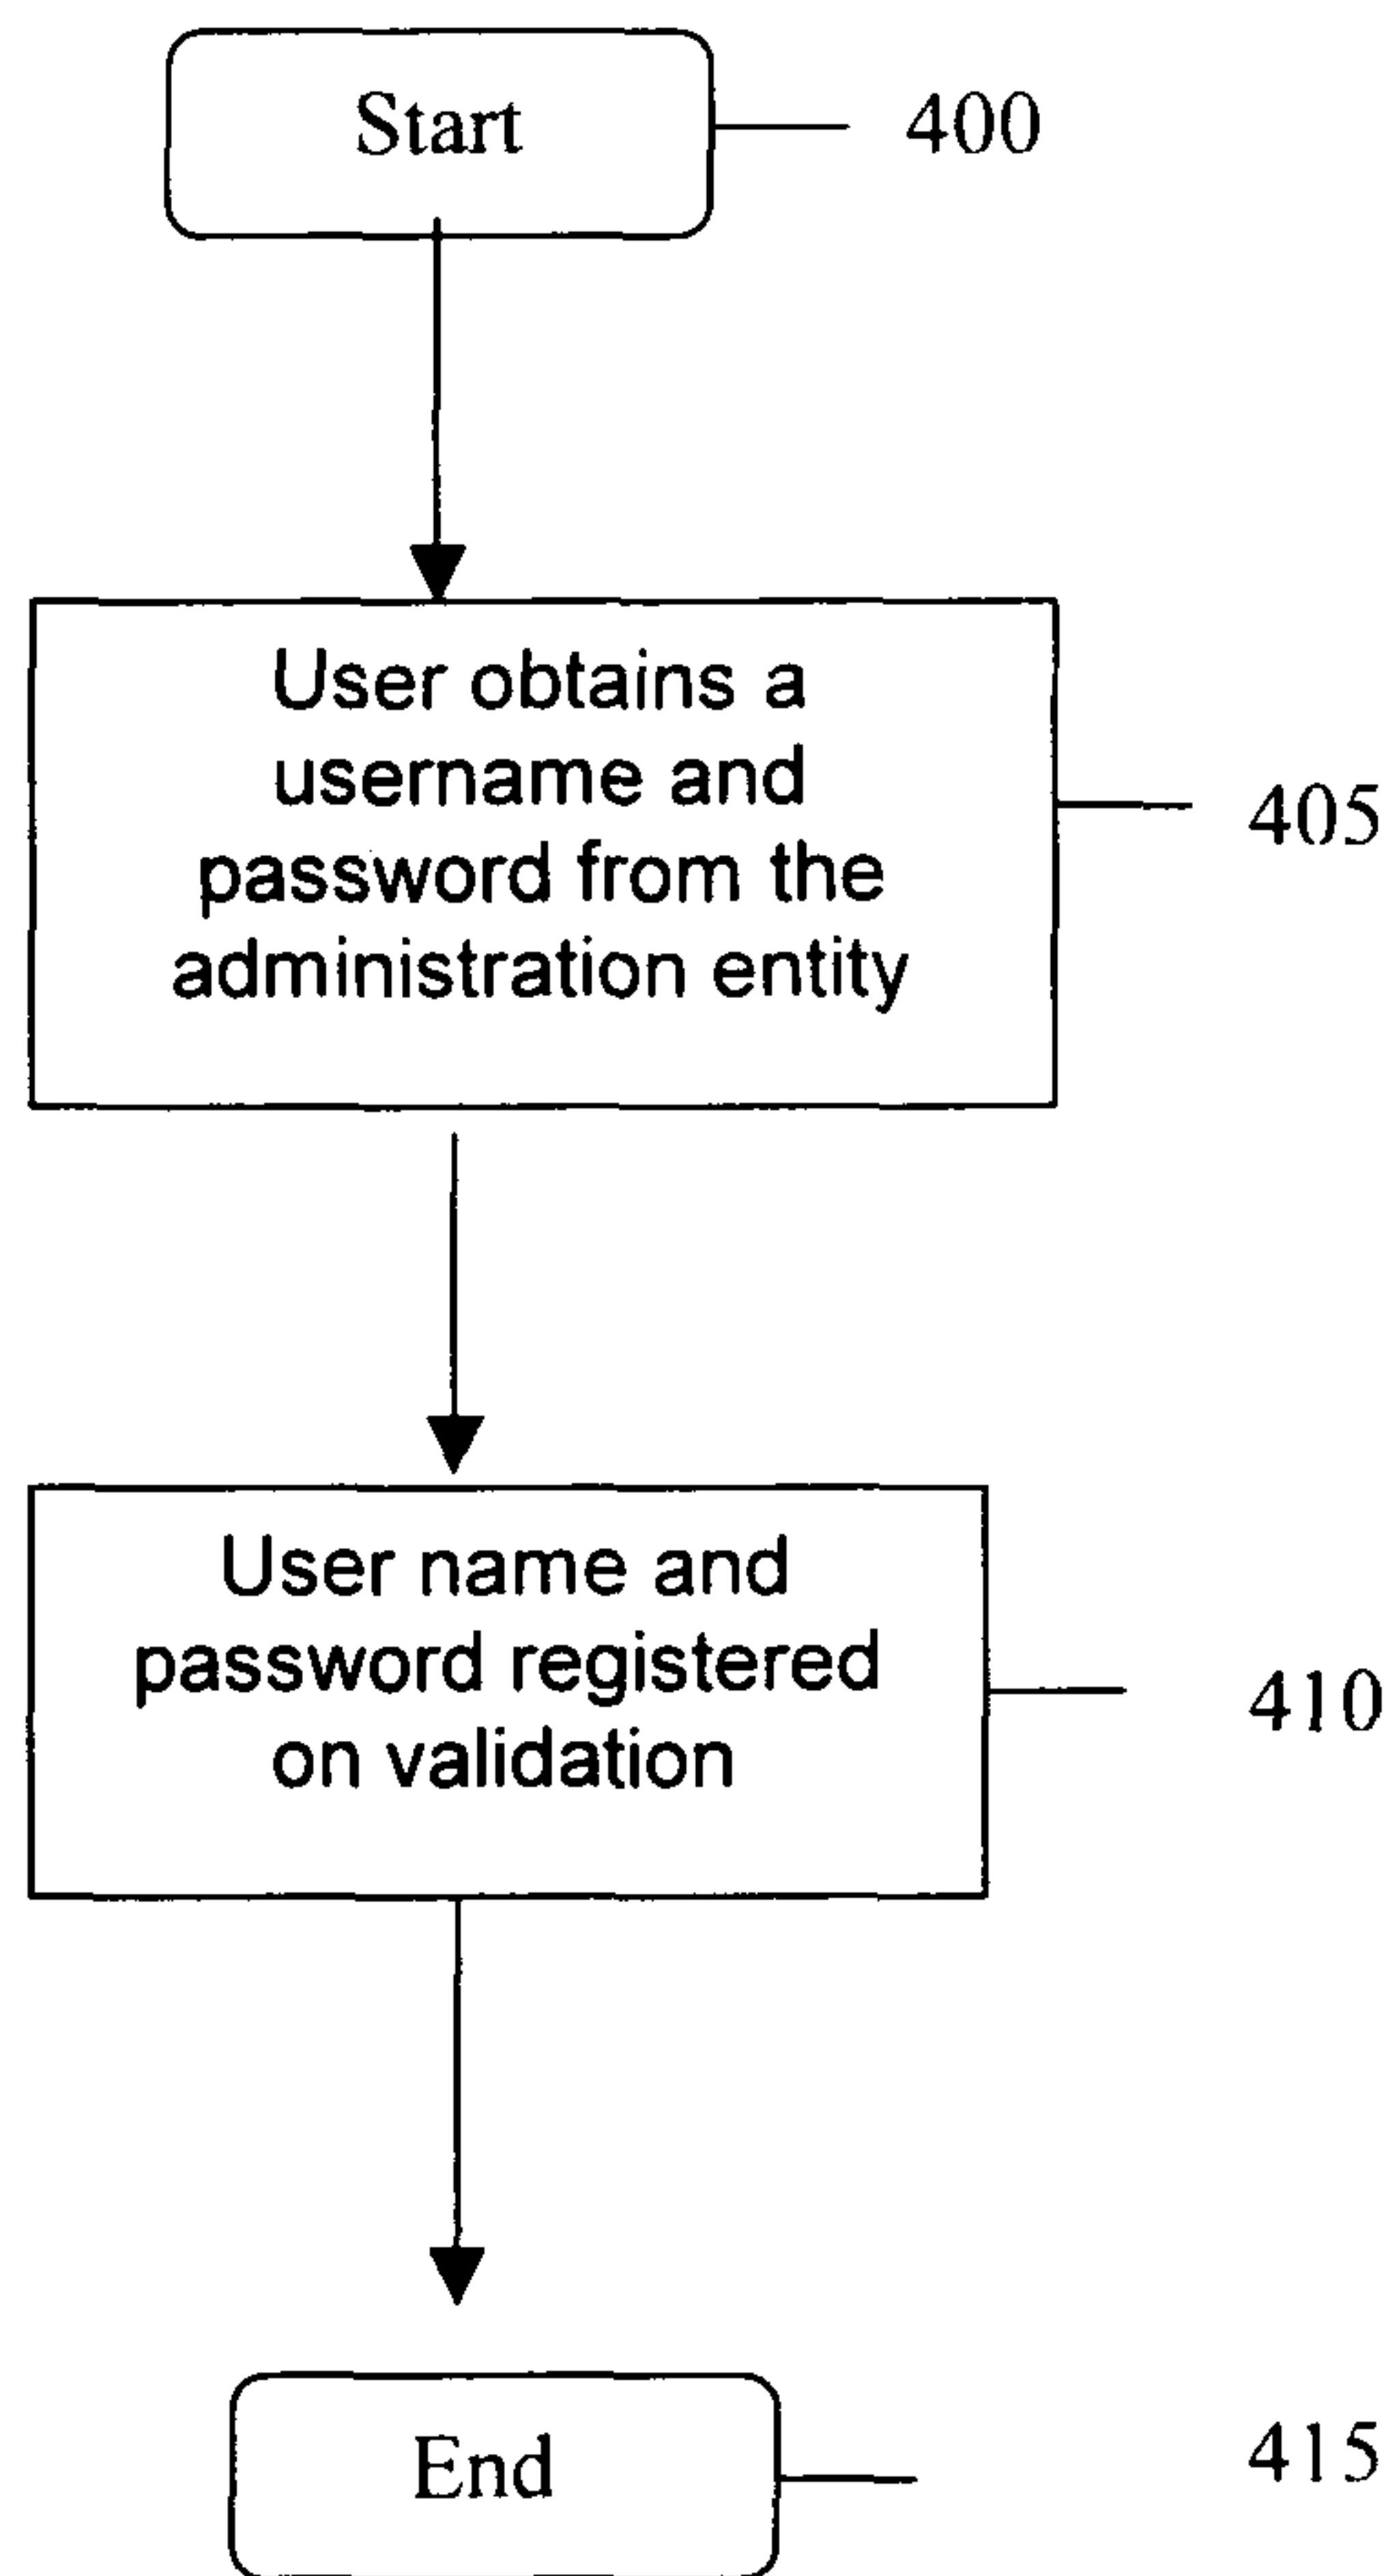 Start
400
User obtains a
username and
password from the
administration entity
405
User name and
password registered
on validation
410
End
415